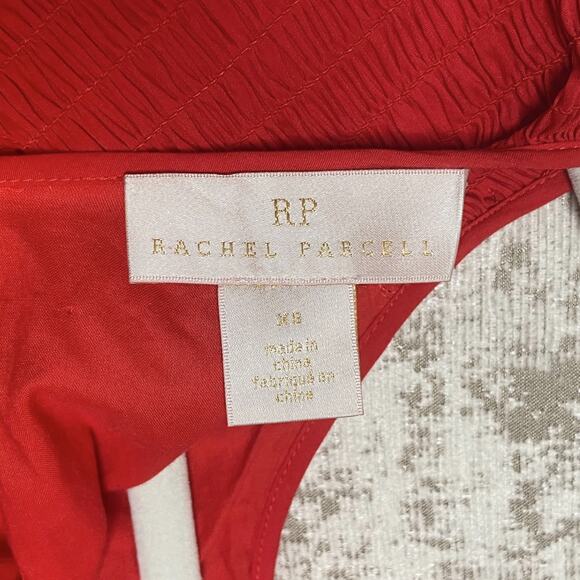 RP
RACHEL PARCELL
XS
made in
china
fabriqué en
chine